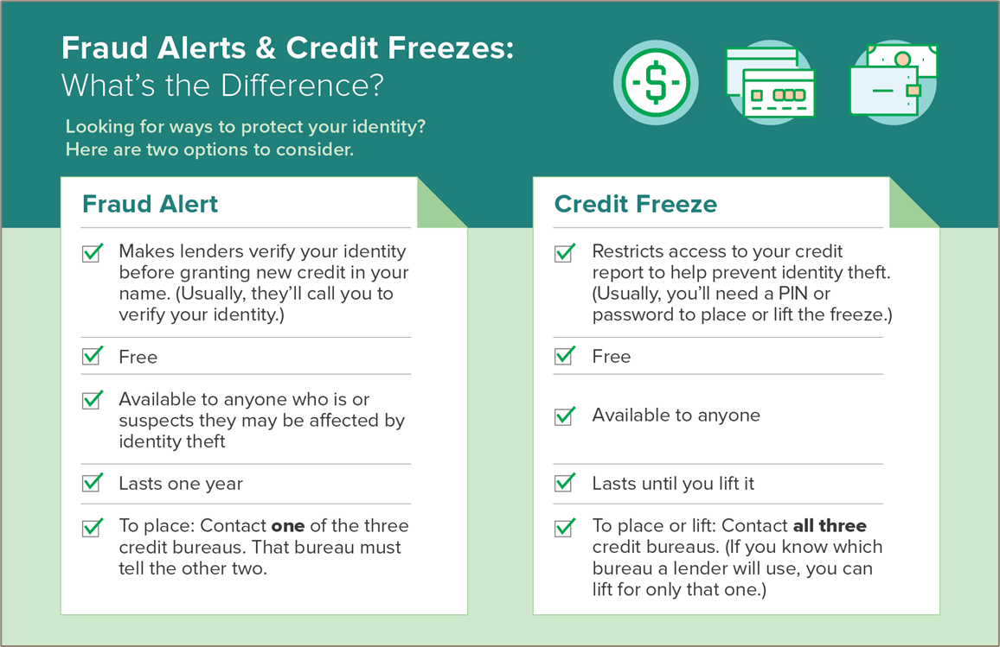 Fraud Alerts & Credit Freezes:
What's the Difference?
Looking for ways to protect your identity?
Here are two options to consider.
Fraud Alert
Makes lenders verify your identity
before granting new credit in your
name. (Usually, they'll call you to
verify your identity.)
Free
Available to anyone who is or
suspects they may be affected by
identity theft
Lasts one year
To place: Contact one of the three
credit bureaus. That bureau must
tell the other two.
Credit Freeze
Restricts access to your credit
report to help prevent identity theft.
(Usually, you'll need a PIN or
password to place or lift the freeze.)
Free
Available to anyone
Lasts until you lift it
To place or lift: Contact all three
credit bureaus. (If you know which
bureau a lender will use, you can
lift for only that one.)